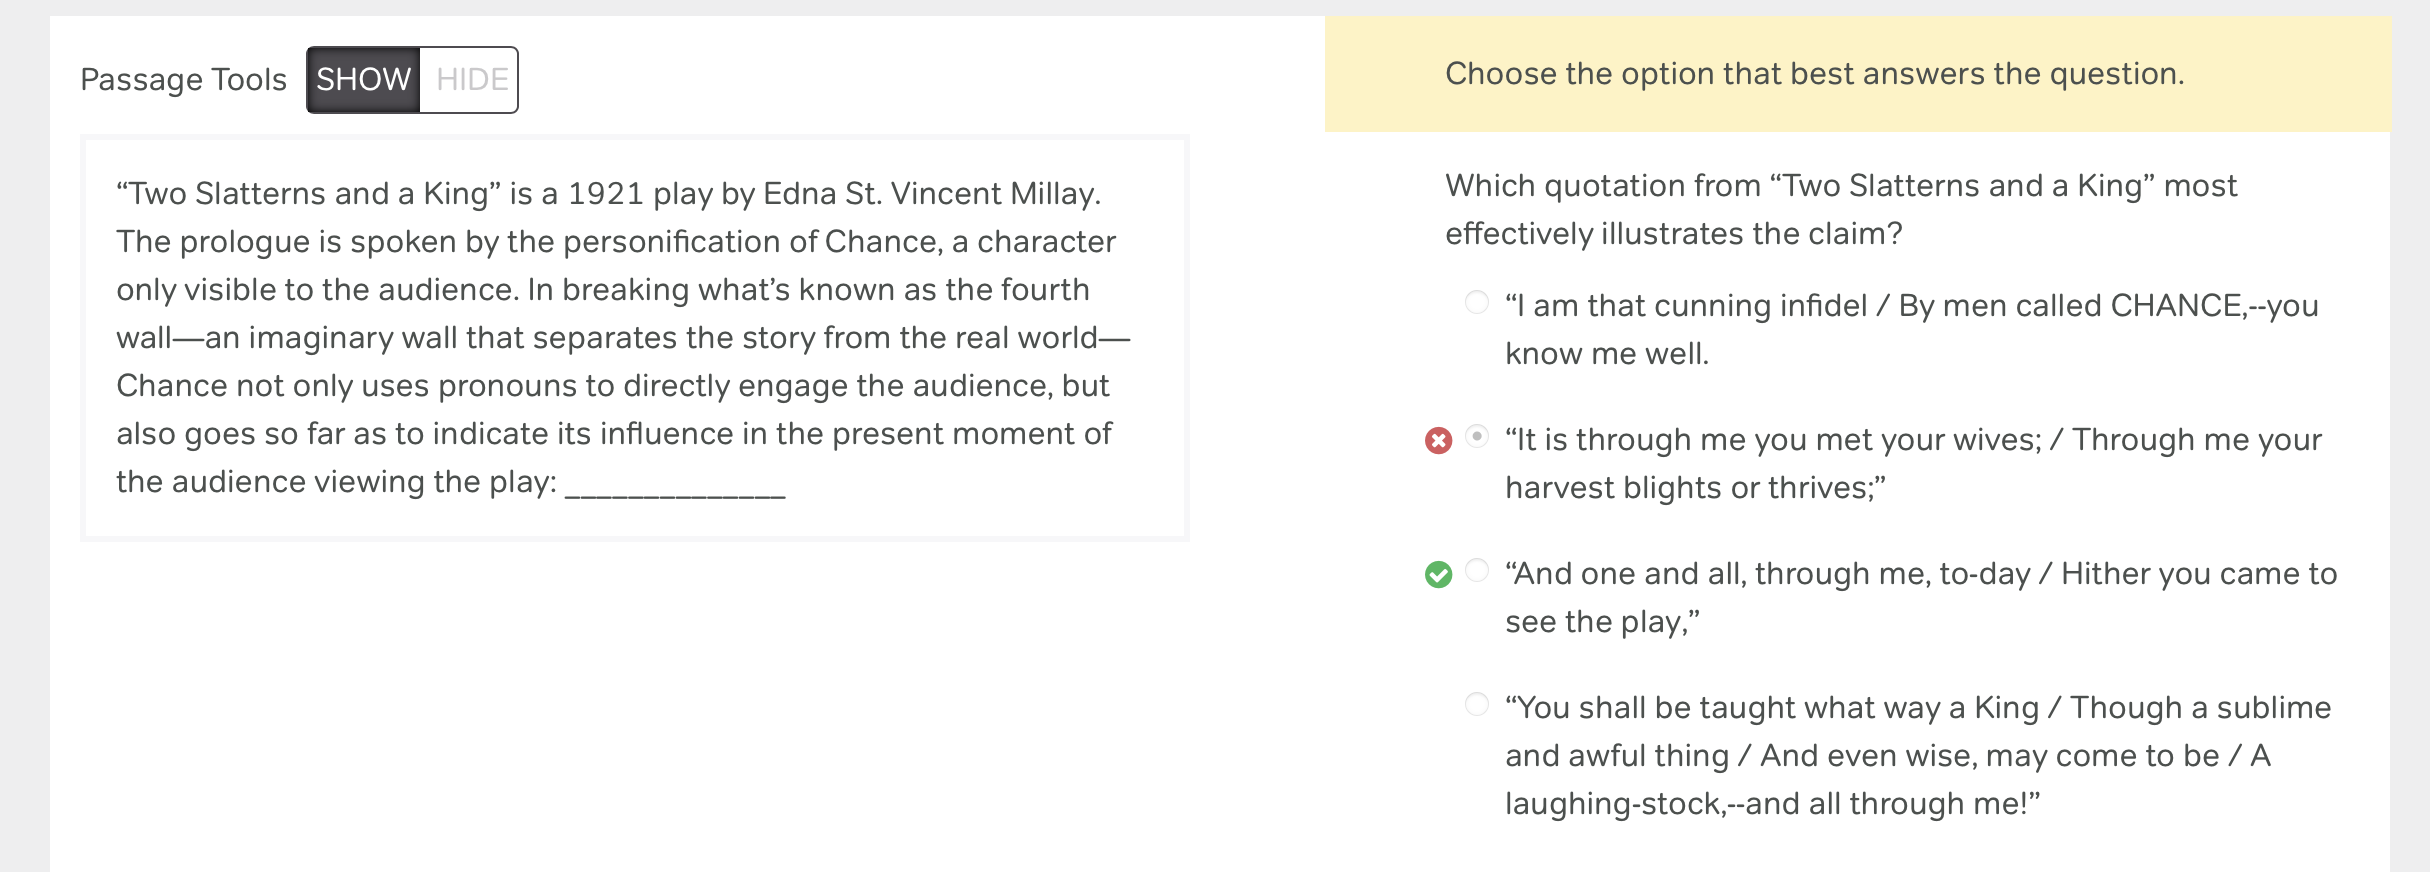 Passage Tools SHOW HIDE
“Two Slatterns and a King” is a 1921 play by Edna St. Vincent Millay.
The prologue is spoken by the personification of Chance, a character
only visible to the audience. In breaking what’s known as the fourth
wall—an imaginary wall that separates the story from the real world—
Chance not only uses pronouns to directly engage the audience, but
also goes so far as to indicate its influence in the present moment of
the audience viewing the play: ______________
Choose the option that best answers the question.
Which quotation from “Two Slatterns and a King” most
effectively illustrates the claim?
“I am that cunning infidel / By men called CHANCE,--you
know me well.
“It is through me you met your wives; / Through me your
harvest blights or thrives;”
“And one and all, through me, to-day / Hither you came to
see the play,”
“You shall be taught what way a King / Though a sublime
and awful thing / And even wise, may come to be / A
laughing-stock,--and all through me!”